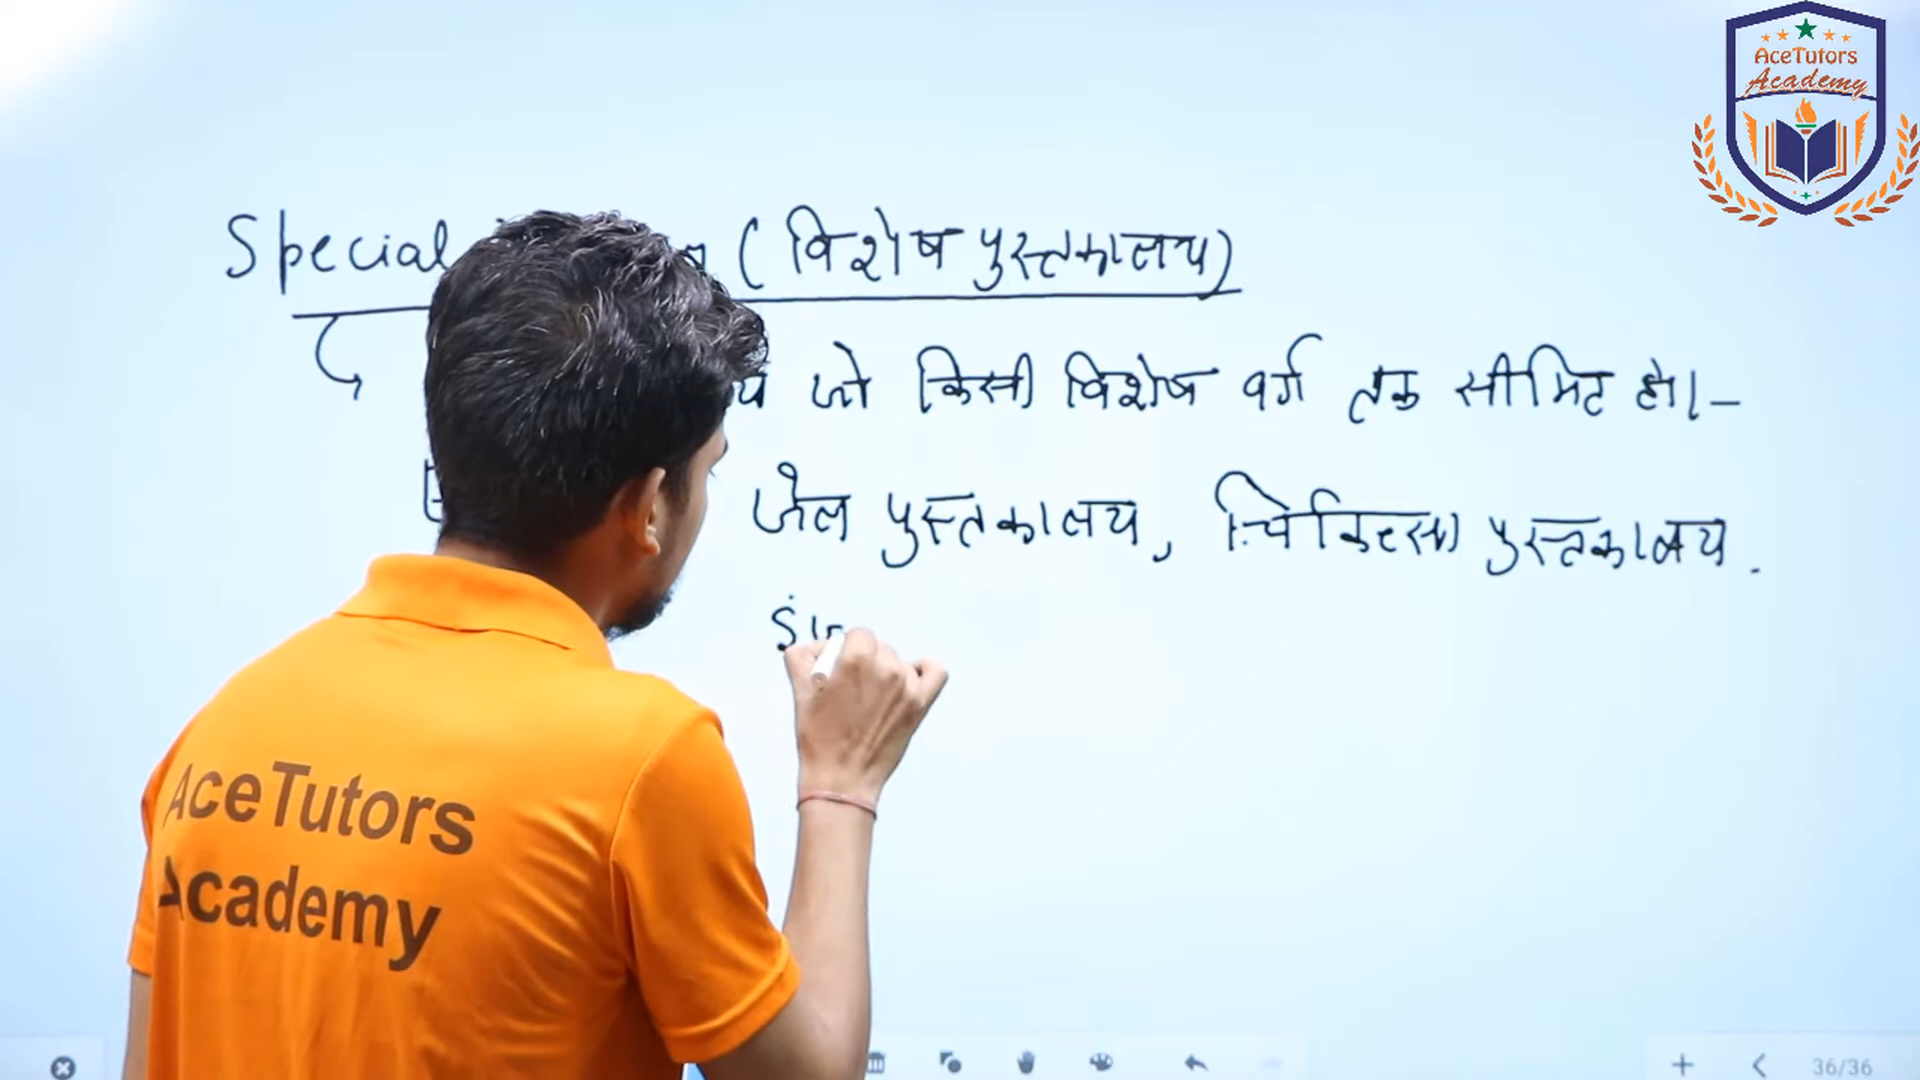 AceTutors
Academy
Special (विशेष पुस्तकालय)
जो किसी विशेष वर्ग तक सीमित हो।-
जेल पुस्तकालय, चिकित्सा पुस्तकालय.
AceTutors
Academy
36/36